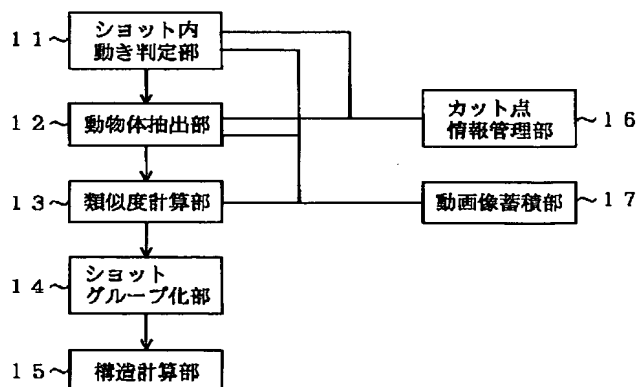 11 ショット内
動き判定部
12 動物体抽出部
カット点
情報管理部 16
13 類似度計算部
動画像蓄積部 17
14 ショット
グループ化部
15 構造計算部